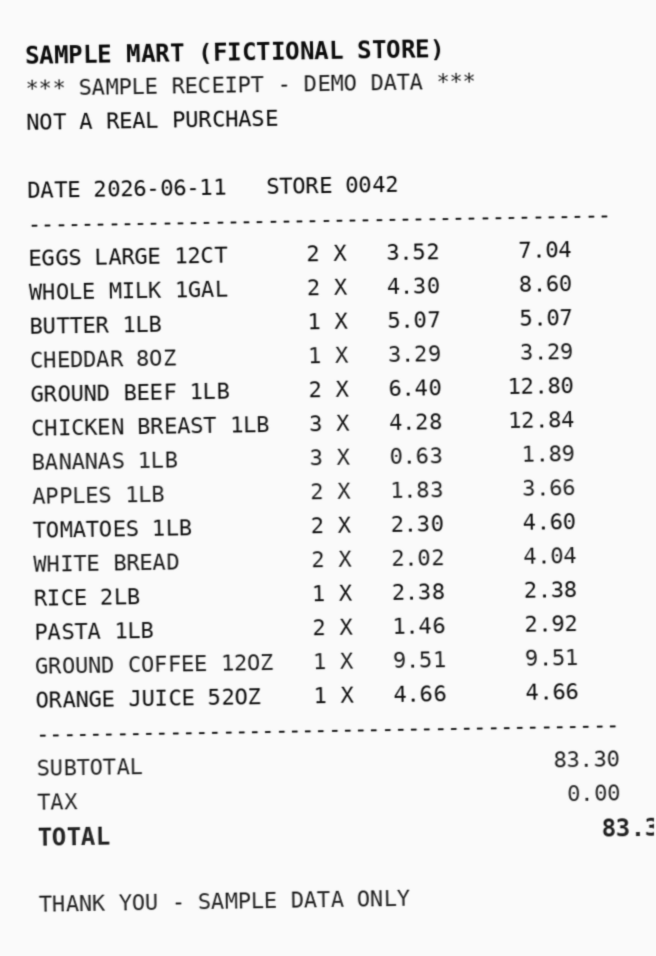 SAMPLE MART (FICTIONAL STORE)
*** SAMPLE RECEIPT - DEMO DATA ***
NOT A REAL PURCHASE
DATE 2026-06-11 STORE 0042
--------------------------------------------
EGGS LARGE 12CT 2 X 3.52 7.04
WHOLE MILK 1GAL 2 X 4.30 8.60
BUTTER 1LB 1 X 5.07 5.07
CHEDDAR 8OZ 1 X 3.29 3.29
GROUND BEEF 1LB 2 X 6.40 12.80
CHICKEN BREAST 1LB 3 X 4.28 12.84
BANANAS 1LB 3 X 0.63 1.89
APPLES 1LB 2 X 1.83 3.66
TOMATOES 1LB 2 X 2.30 4.60
WHITE BREAD 2 X 2.02 4.04
RICE 2LB 1 X 2.38 2.38
PASTA 1LB 2 X 1.46 2.92
GROUND COFFEE 12OZ 1 X 9.51 9.51
ORANGE JUICE 52OZ 1 X 4.66 4.66
--------------------------------------------
SUBTOTAL 83.30
TAX 0.00
TOTAL 83.3
THANK YOU - SAMPLE DATA ONLY